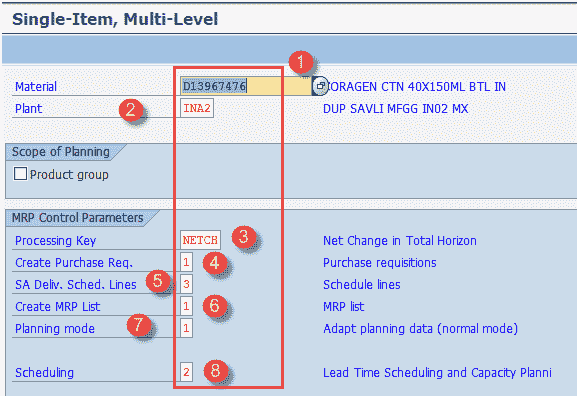 Single-Item, Multi-Level
1
Material D13967476 CORAGEN CTN 40X150ML BTL IN
Plant 2 INA2 DUP SAVLI MFGG IN02 MX
Scope of Planning
Product group
MRP Control Parameters
Processing Key NETCH 3 Net Change in Total Horizon
Create Purchase Req. 1 4 Purchase requisitions
SA Deliv. Sched. Lines 5 3 Schedule lines
Create MRP List 1 6 MRP list
Planning mode 7 1 Adapt planning data (normal mode)
Scheduling 2 8 Lead Time Scheduling and Capacity Planni